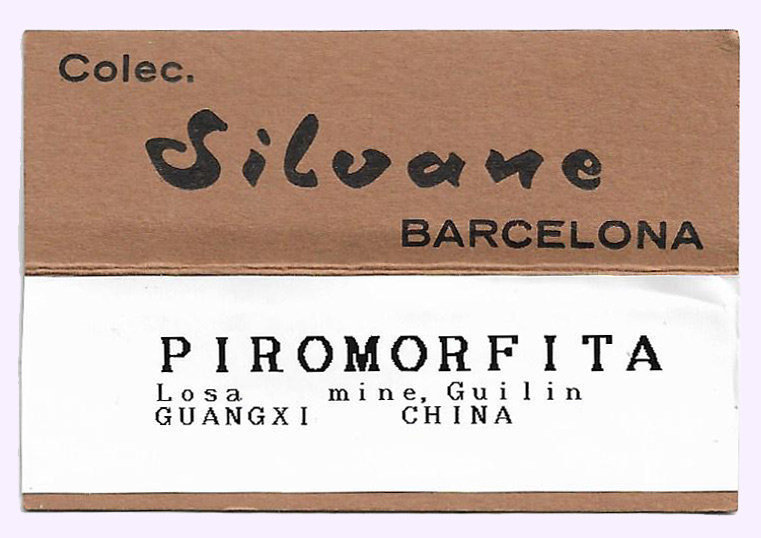 Colec.
Silvane
BARCELONA
PIROMORFITA
Losa mine, Guilin
GUANGXI CHINA